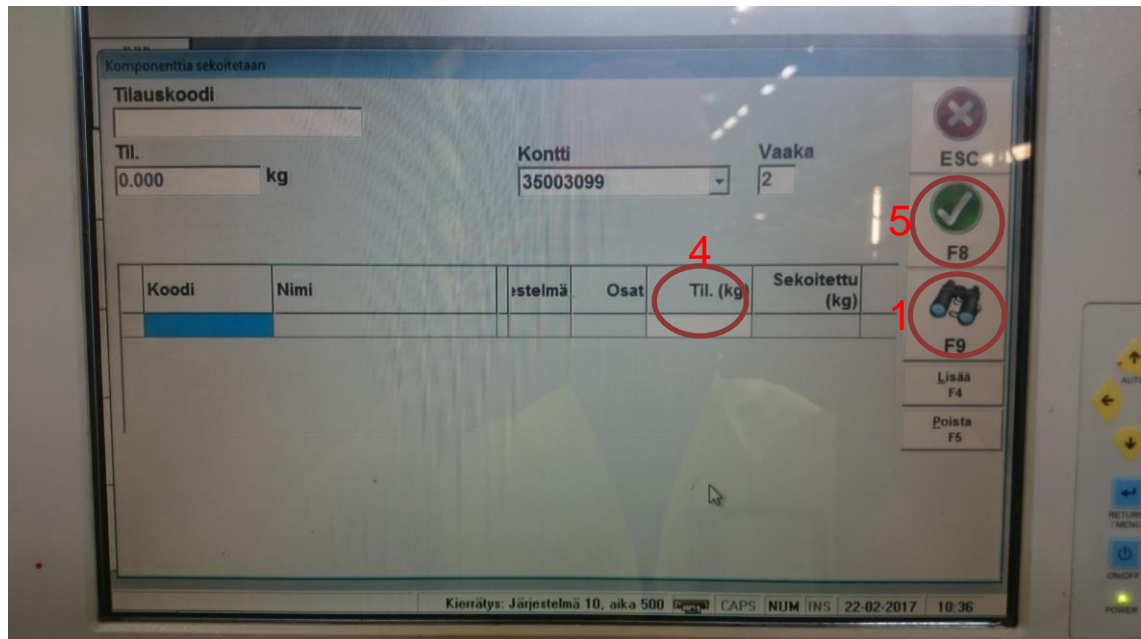 Komponenttia sekoitetaan
Tilauskoodi
Til.
0.000 kg
Kontti
35003099
Vaaka
2
ESC
5
F8
4
Koodi Nimi estelmä Osat Til. (kg) Sekoitettu (kg)
1
F9
Lisää
F4
Poista
F5
AUTO
RETURN
/ MENU
ON/OFF
POWER
Kierrätys: Järjestelmä 10, aika 500 CAPS NUM INS 22-02-2017 10:36